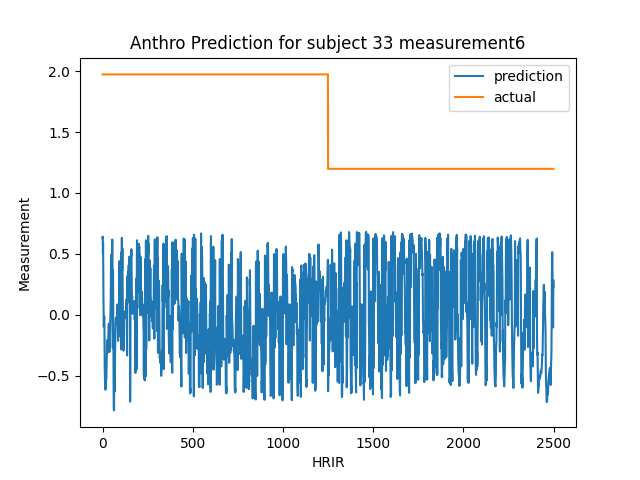 Anthro Prediction for subject 33 measurement6
prediction
actual
2.0
1.5
1.0
0.5
0.0
−0.5
Measurement
0
500
1000
1500
2000
2500
HRIR